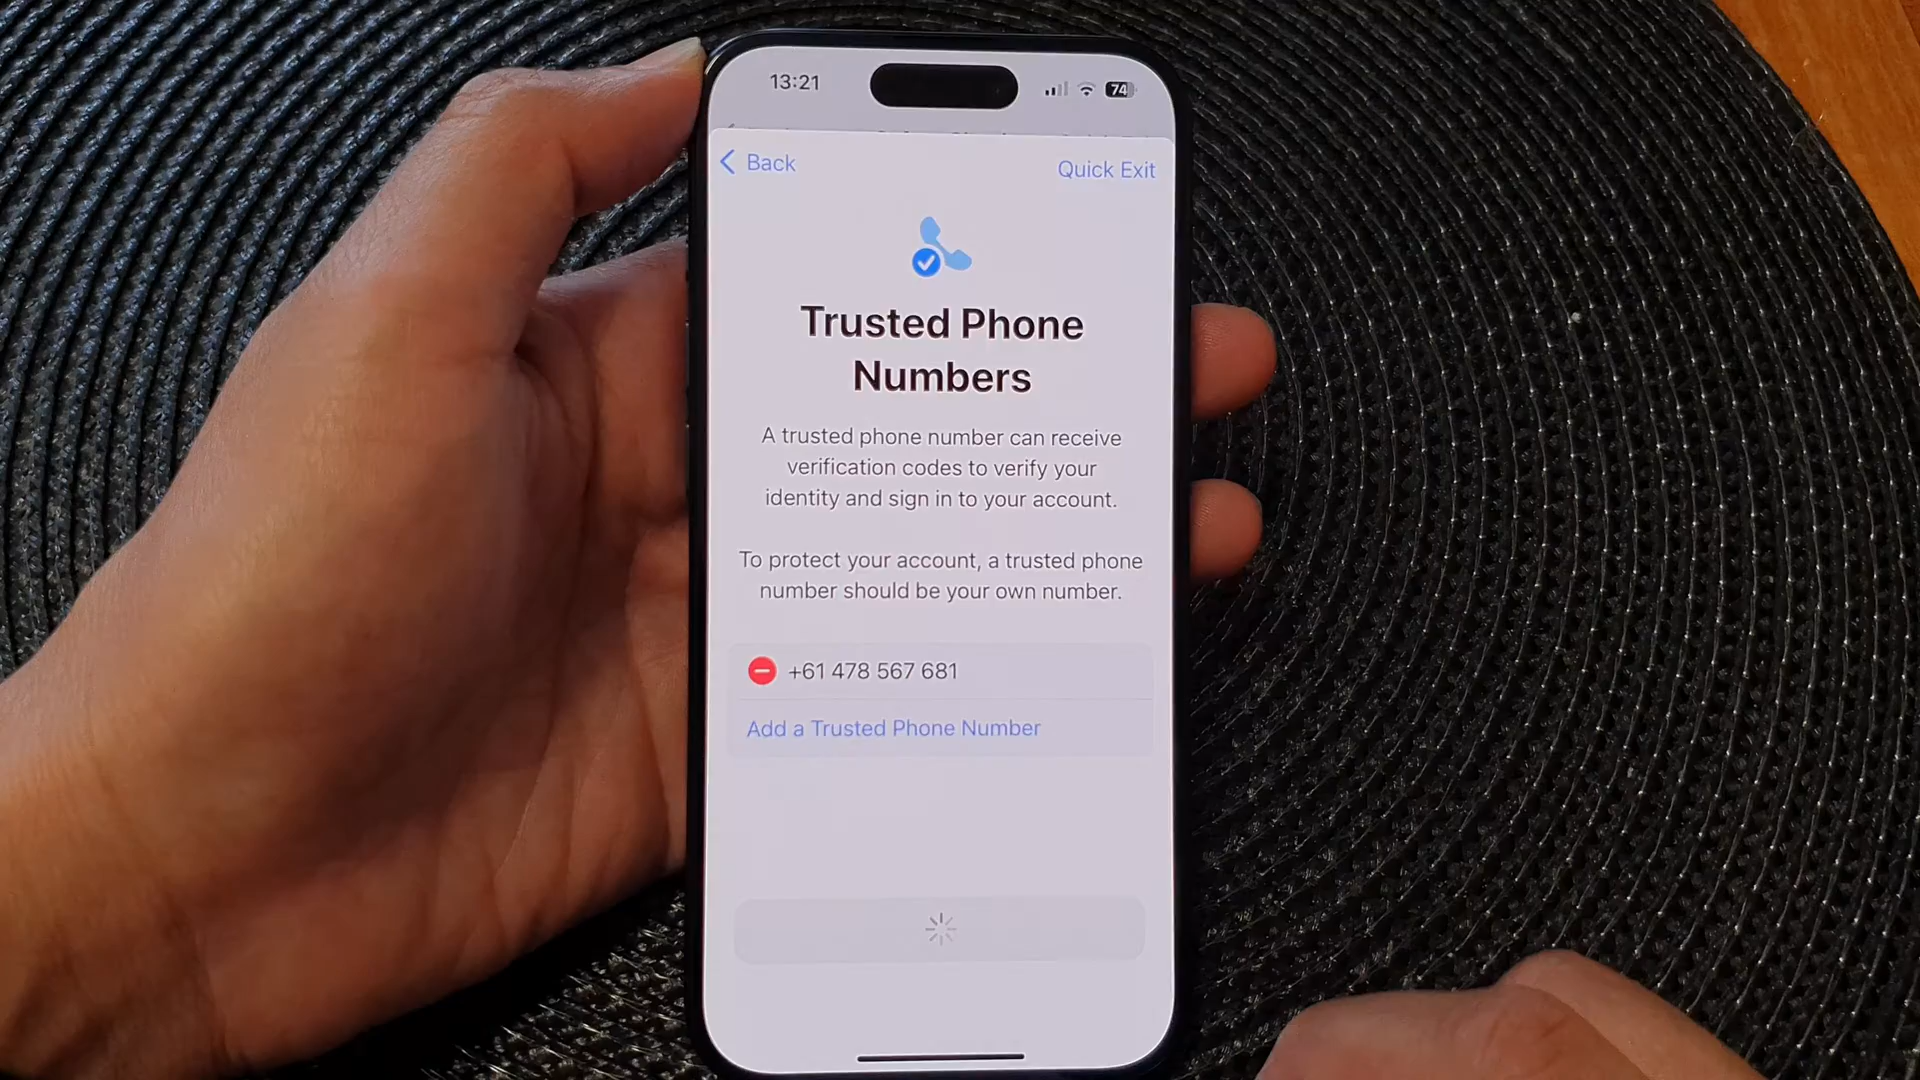 13:21
74
Back
Quick Exit
Trusted Phone
Numbers
A trusted phone number can receive
verification codes to verify your
identity and sign in to your account.
To protect your account, a trusted phone
number should be your own number.
+61 478 567 681
Add a Trusted Phone Number